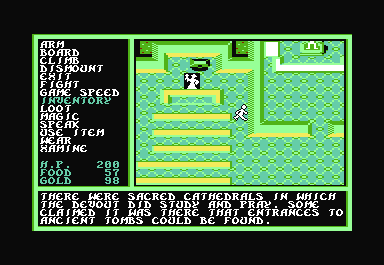 ARM
BOARD
CLIMB
DISMOUNT
EXIT
FIGHT
GAME SPEED
INVENTORY
LOOT
MAGIC
SPEAK
USE ITEM
WEAR
XAMINE
H.P. 200
FOOD 57
GOLD 98
THERE WERE SACRED CATHEDRALS IN WHICH
THE DEVOUT DID STUDY AND PRAY. SOME
CLAIMED IT WAS THERE THAT ENTRANCES TO
ANCIENT TOMBS COULD BE FOUND.